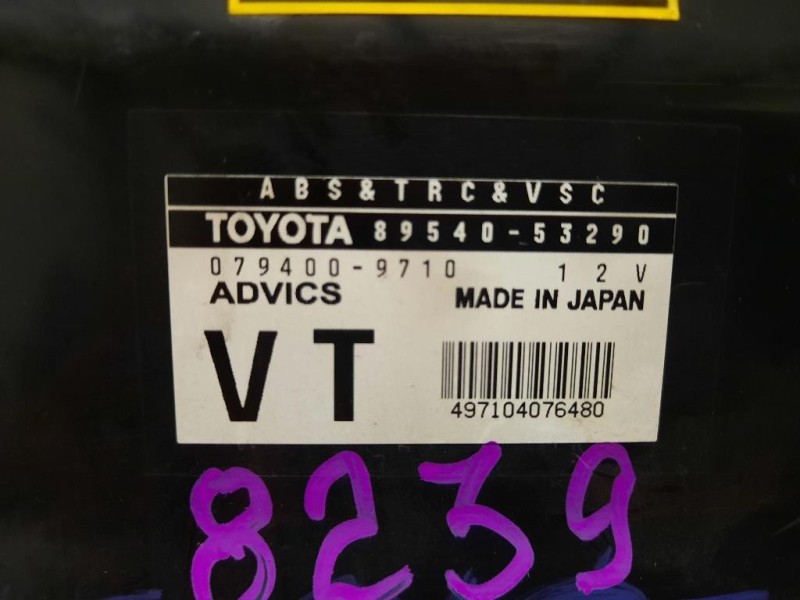 ABS&TRC&VSC
TOYOTA 89540-53290
079400-9710 12V
ADVICS MADE IN JAPAN
VT
497104076480
8239